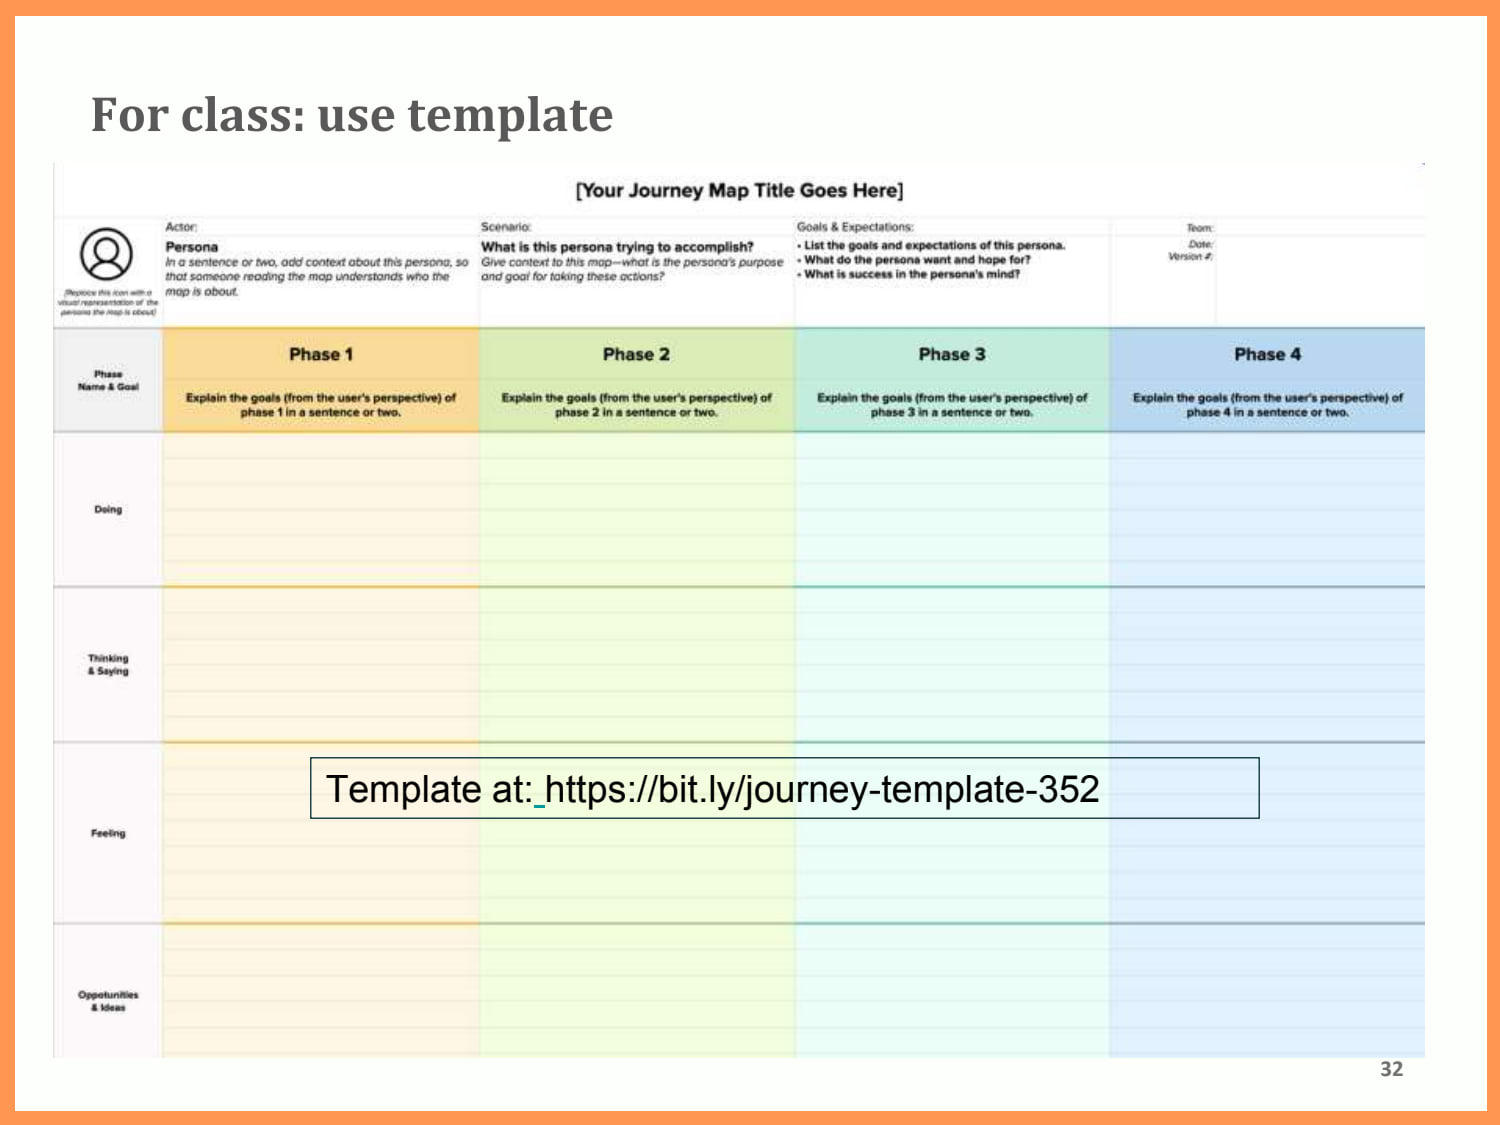 For class: use template
[Your Journey Map Title Goes Here]
[Replace this icon with a
visual representation of the
persona the map is about]
Actor:
Persona
In a sentence or two, add context about this persona, so
that someone reading the map understands who the
map is about.
Scenario:
What is this persona trying to accomplish?
Give context to this map—what is the persona's purpose
and goal for taking these actions?
Goals & Expectations:
• List the goals and expectations of this persona.
• What do the persona want and hope for?
• What is success in the persona's mind?
Team:
Date:
Version #:
Phase
Name & Goal
Phase 1
Explain the goals (from the user's perspective) of
phase 1 in a sentence or two.
Phase 2
Explain the goals (from the user's perspective) of
phase 2 in a sentence or two.
Phase 3
Explain the goals (from the user's perspective) of
phase 3 in a sentence or two.
Phase 4
Explain the goals (from the user's perspective) of
phase 4 in a sentence or two.
Doing
Thinking
& Saying
Template at: https://bit.ly/journey-template-352
Feeling
Oppotunities
& Ideas
32